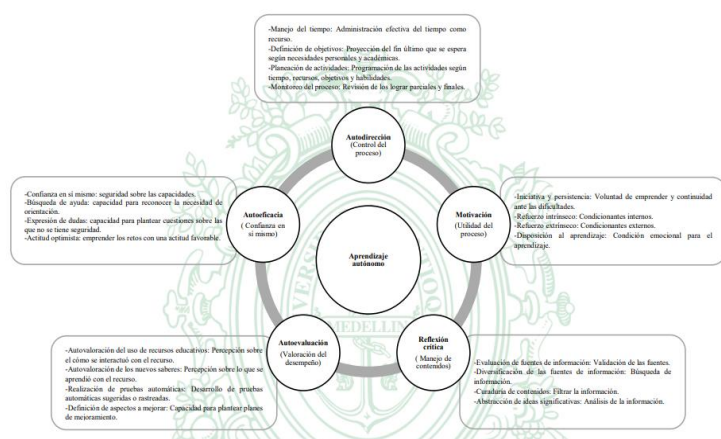 -Manejo del tiempo: Administración efectiva del tiempo como
recurso.
-Definición de objetivos: Proyección del fin último que se espera
según necesidades personales y académicas.
-Planeación de actividades: Programación de las actividades según
tiempo, recursos, objetivos y habilidades.
-Monitoreo del proceso: Revisión de los lograr parciales y finales.
Autodirección
(Control del
proceso)
-Confianza en sí mismo: seguridad sobre las capacidades.
-Búsqueda de ayuda: capacidad para reconocer la necesidad de
orientación.
-Expresión de dudas: capacidad para plantear cuestiones sobre las
que no se tiene seguridad.
-Actitud optimista: emprender los retos con una actitud favorable.
Autoeficacia
( Confianza en
si mismo)
Motivación
(Utilidad del
proceso)
-Iniciativa y persistencia: Voluntad de emprender y continuidad
ante las dificultades.
-Refuerzo intrínseco: Condicionantes internos.
-Refuerzo extrínseco: Condicionantes externos.
-Disposición al aprendizaje: Condición emocional para el
aprendizaje.
Aprendizaje
autónomo
-Autovaloración del uso de recursos educativos: Percepción sobre
el cómo se interactuó con el recurso.
-Autovaloración de los nuevos saberes: Percepción sobre lo que se
aprendió con el recurso.
-Realización de pruebas automáticas: Desarrollo de pruebas
automáticas sugeridas o rastreadas.
-Definición de aspectos a mejorar: Capacidad para plantear planes
de mejoramiento.
Autoevaluación
(Valoración del
desempeño)
Reflexión
crítica
( Manejo de
contenidos)
-Evaluación de fuentes de información: Validación de las fuentes.
-Diversificación de las fuentes de información: Búsqueda de
información.
-Curaduría de contenidos: Filtrar la información.
-Abstracción de ideas significativas: Análisis de la información.
MEDELLIN